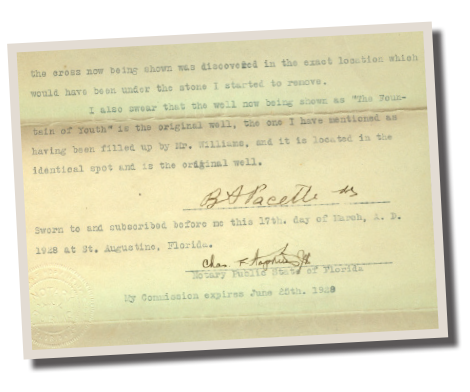 the cross now being shown was discovered in the exact location which
would have been under the stone I started to remove.
I also swear that the well now being shown as "The Foun-
tain of Youth" is the original well, the one I have mentioned as
having been filled up by Mr. Williams, and it is located in the
identical spot and is the original well.
Pacetti
Sworn to and subscribed before me this 17th. day of March, A. D.
1928 at St. Augustine, Florida.
Chas. F.
Notary Public State of Florida
My Commission expires June 25th. 1928